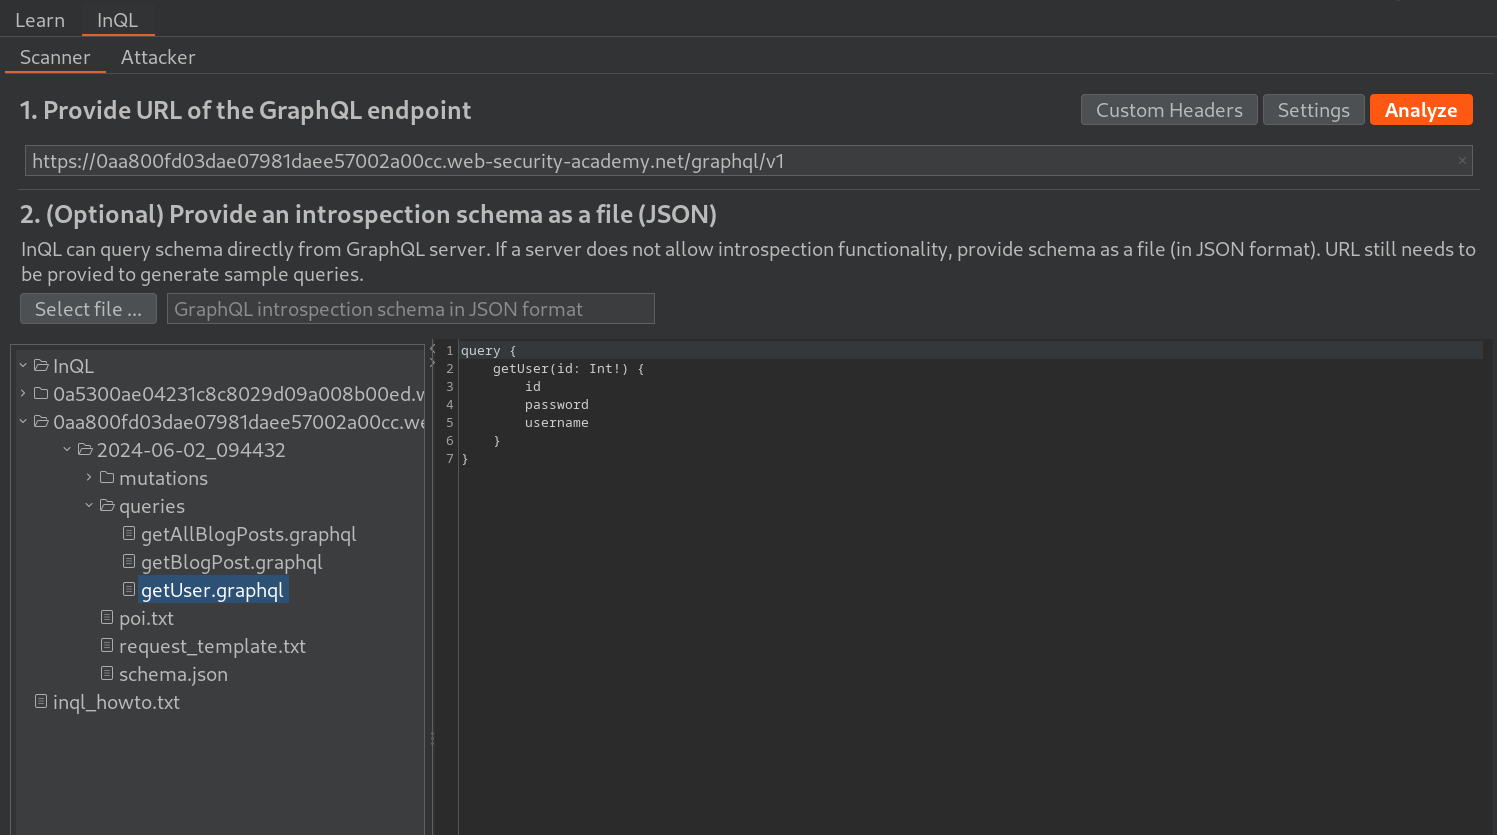 Learn InQL
Scanner Attacker
1. Provide URL of the GraphQL endpoint
Custom Headers Settings Analyze
https://0aa800fd03dae07981daee57002a00cc.web-security-academy.net/graphql/v1
2. (Optional) Provide an introspection schema as a file (JSON)
InQL can query schema directly from GraphQL server. If a server does not allow introspection functionality, provide schema as a file (in JSON format). URL still needs to
be provied to generate sample queries.
Select file ... GraphQL introspection schema in JSON format
InQL
0a5300ae04231c8c8029d09a008b00ed.w
0aa800fd03dae07981daee57002a00cc.we
2024-06-02_094432
mutations
queries
getAllBlogPosts.graphql
getBlogPost.graphql
getUser.graphql
poi.txt
request_template.txt
schema.json
inql_howto.txt
1 query {
2 getUser(id: Int!) {
3 id
4 password
5 username
6 }
7 }